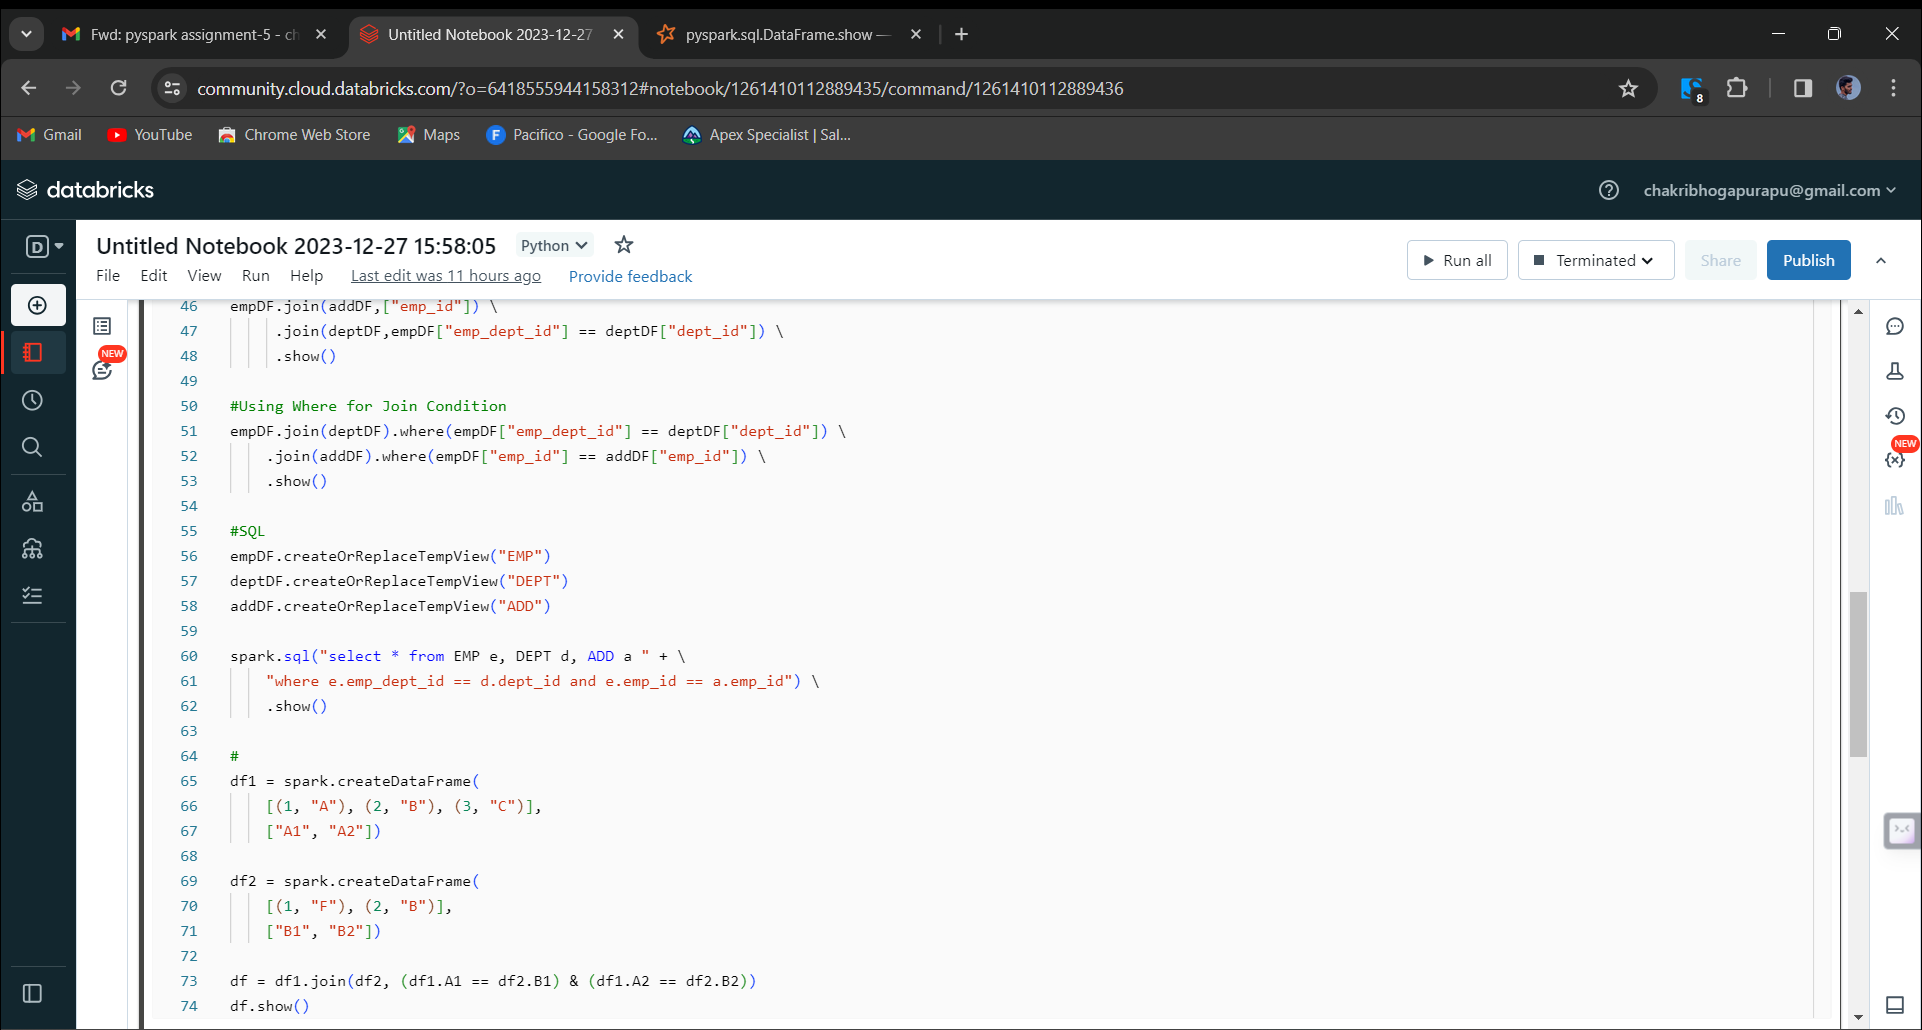 Fwd: pyspark assignment-5 - ch
Untitled Notebook 2023-12-27
pyspark.sql.DataFrame.show —
community.cloud.databricks.com/?o=6418555944158312#notebook/1261410112889435/command/1261410112889436
8
Gmail
YouTube
Chrome Web Store
Maps
Pacifico - Google Fo...
Apex Specialist | Sal...
databricks
chakribhogapurapu@gmail.com
D
Untitled Notebook 2023-12-27 15:58:05
Python
File Edit View Run Help Last edit was 11 hours ago Provide feedback
Run all
Terminated
Share
Publish
NEW
NEW
46 empDF.join(addDF,["emp_id"]) \
47 .join(deptDF,empDF["emp_dept_id"] == deptDF["dept_id"]) \
48 .show()
49
50 #Using Where for Join Condition
51 empDF.join(deptDF).where(empDF["emp_dept_id"] == deptDF["dept_id"]) \
52 .join(addDF).where(empDF["emp_id"] == addDF["emp_id"]) \
53 .show()
54
55 #SQL
56 empDF.createOrReplaceTempView("EMP")
57 deptDF.createOrReplaceTempView("DEPT")
58 addDF.createOrReplaceTempView("ADD")
59
60 spark.sql("select * from EMP e, DEPT d, ADD a " + \
61 "where e.emp_dept_id == d.dept_id and e.emp_id == a.emp_id") \
62 .show()
63
64 #
65 df1 = spark.createDataFrame(
66 [(1, "A"), (2, "B"), (3, "C")],
67 ["A1", "A2"])
68
69 df2 = spark.createDataFrame(
70 [(1, "F"), (2, "B")],
71 ["B1", "B2"])
72
73 df = df1.join(df2, (df1.A1 == df2.B1) & (df1.A2 == df2.B2))
74 df.show()